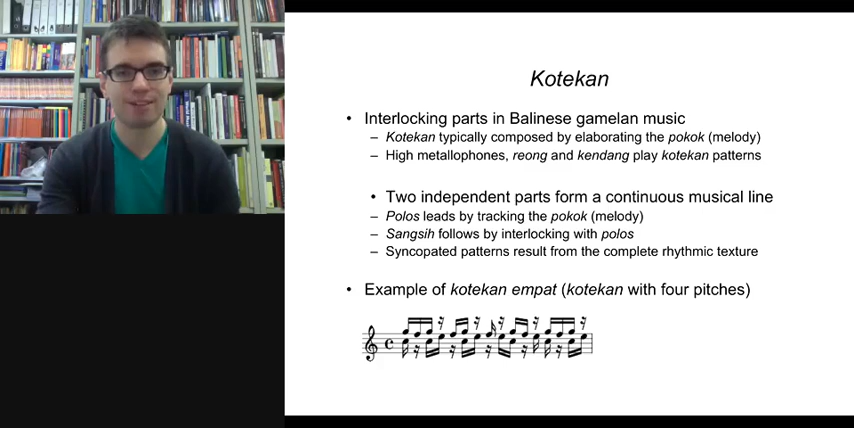 Kotekan
• Interlocking parts in Balinese gamelan music
– Kotekan typically composed by elaborating the pokok (melody)
– High metallophones, reong and kendang play kotekan patterns
• Two independent parts form a continuous musical line
– Polos leads by tracking the pokok (melody)
– Sangsih follows by interlocking with polos
– Syncopated patterns result from the complete rhythmic texture
• Example of kotekan empat (kotekan with four pitches)